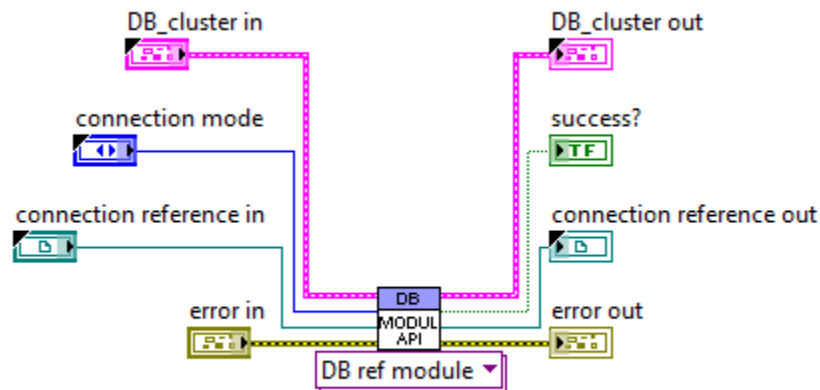 DB_cluster in
DB_cluster out
connection mode
success?
TF
connection reference in
connection reference out
error in
error out
DB
MODUL
API
DB ref module